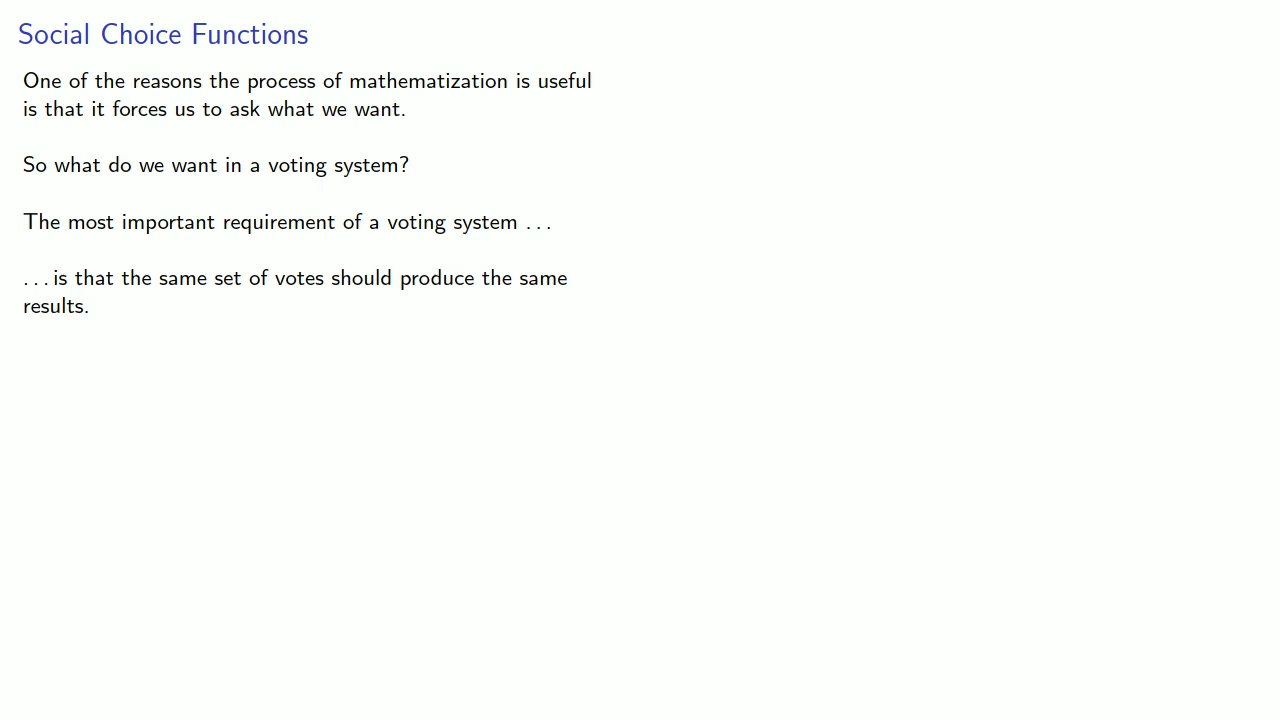 Social Choice Functions
One of the reasons the process of mathematization is useful
is that it forces us to ask what we want.
So what do we want in a voting system?
The most important requirement of a voting system ...
...is that the same set of votes should produce the same
results.